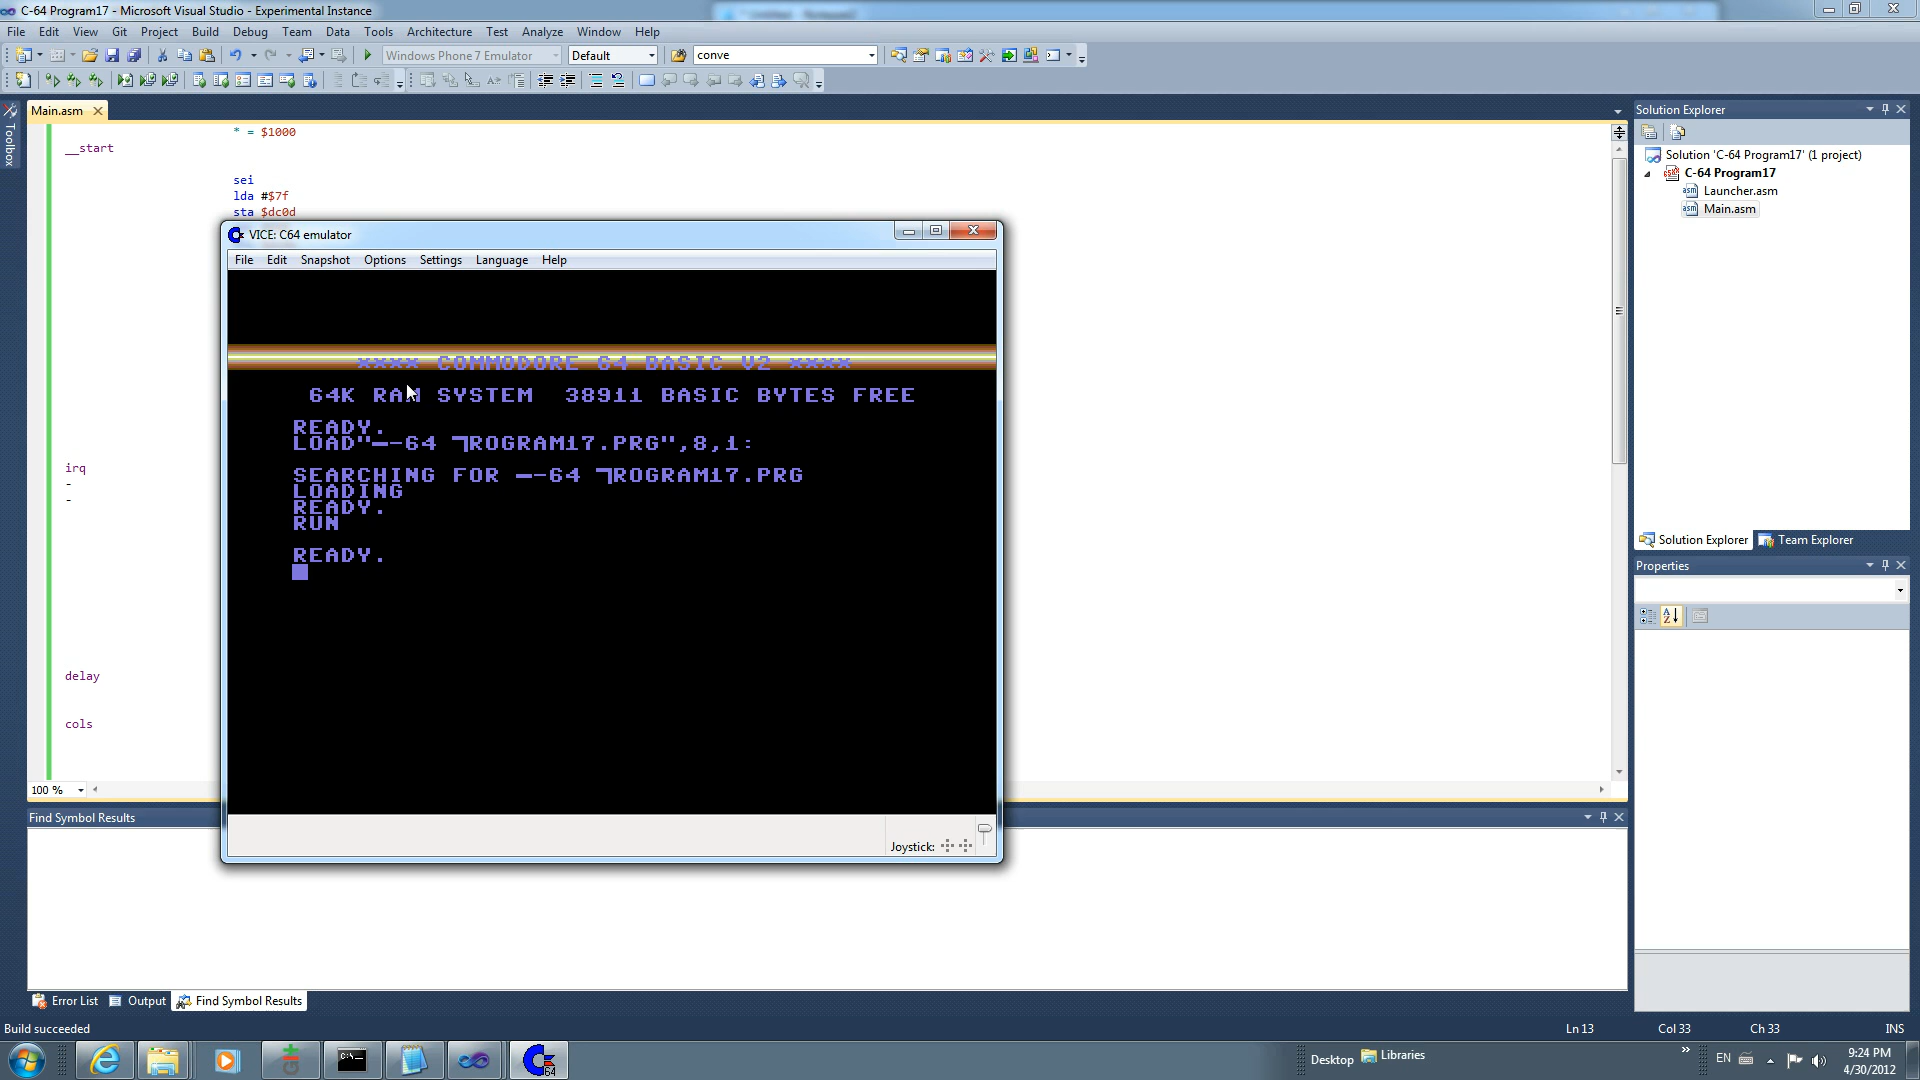 C-64 Program17 - Microsoft Visual Studio - Experimental Instance
File Edit View Git Project Build Debug Team Data Tools Architecture Test Analyze Window Help
Windows Phone 7 Emulator Default conve
Toolbox
Main.asm
* = $1000
__start
sei
lda #$7f
sta $dc0d
irq
-
-
delay
cols
100 %
VICE: C64 emulator
File Edit Snapshot Options Settings Language Help
**** COMMODORE 64 BASIC V2 ****
64K RAM SYSTEM 38911 BASIC BYTES FREE
READY.
LOAD"—-64 ┐ROGRAM17.PRG",8,1:
SEARCHING FOR —-64 ┐ROGRAM17.PRG
LOADING
READY.
RUN
READY.
Joystick:
Solution Explorer
Solution 'C-64 Program17' (1 project)
C-64 Program17
Launcher.asm
Main.asm
Solution Explorer Team Explorer
Properties
Find Symbol Results
Error List Output Find Symbol Results
Build succeeded Ln 13 Col 33 Ch 33 INS
C:\_
64
Desktop Libraries EN
9:24 PM
4/30/2012